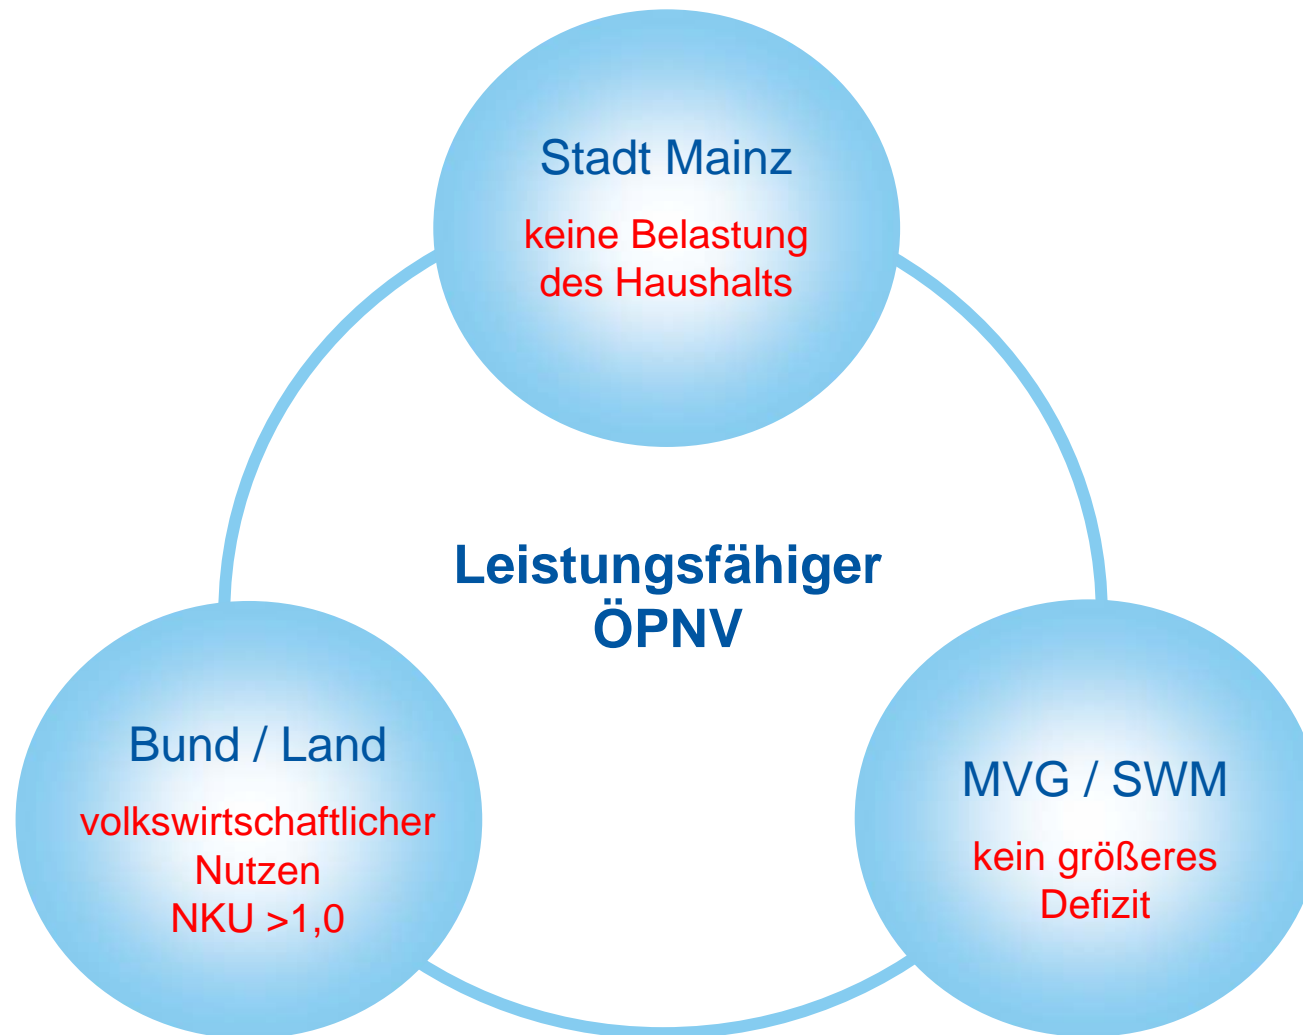 Stadt Mainz
keine Belastung
des Haushalts
Leistungsfähiger
ÖPNV
Bund / Land
volkswirtschaftlicher
Nutzen
NKU >1,0
MVG / SWM
kein größeres
Defizit